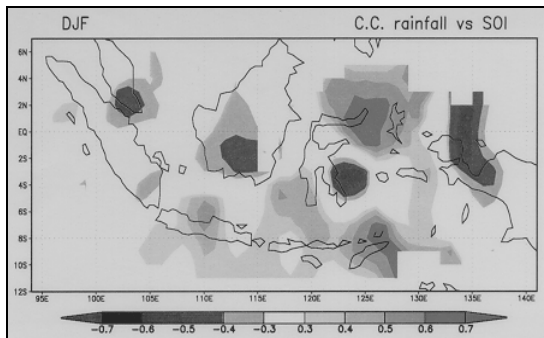 DJF C.C. rainfall vs SOI
6N
4N
2N
EQ
2S
4S
6S
8S
10S
12S
95E 100E 105E 110E 115E 120E 125E 130E 135E 140E
-0.7 -0.6 -0.5 -0.4 -0.3 0.3 0.4 0.5 0.6 0.7